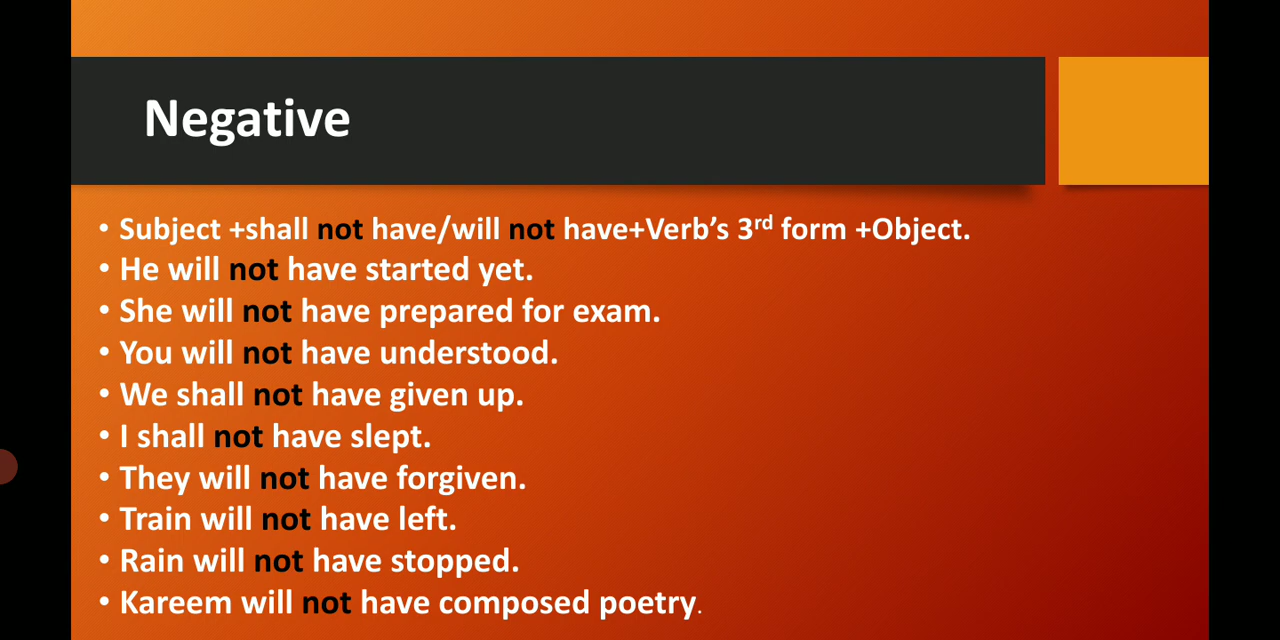 Negative
• Subject +shall not have/will not have+Verb’s 3rd form +Object.
• He will not have started yet.
• She will not have prepared for exam.
• You will not have understood.
• We shall not have given up.
• I shall not have slept.
• They will not have forgiven.
• Train will not have left.
• Rain will not have stopped.
• Kareem will not have composed poetry.